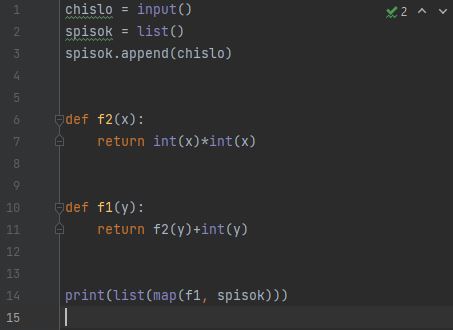 1 chislo = input() 2
2 spisok = list()
3 spisok.append(chislo)
4
5
6 def f2(x):
7     return int(x)*int(x)
8
9
10 def f1(y):
11     return f2(y)+int(y)
12
13
14 print(list(map(f1, spisok)))
15